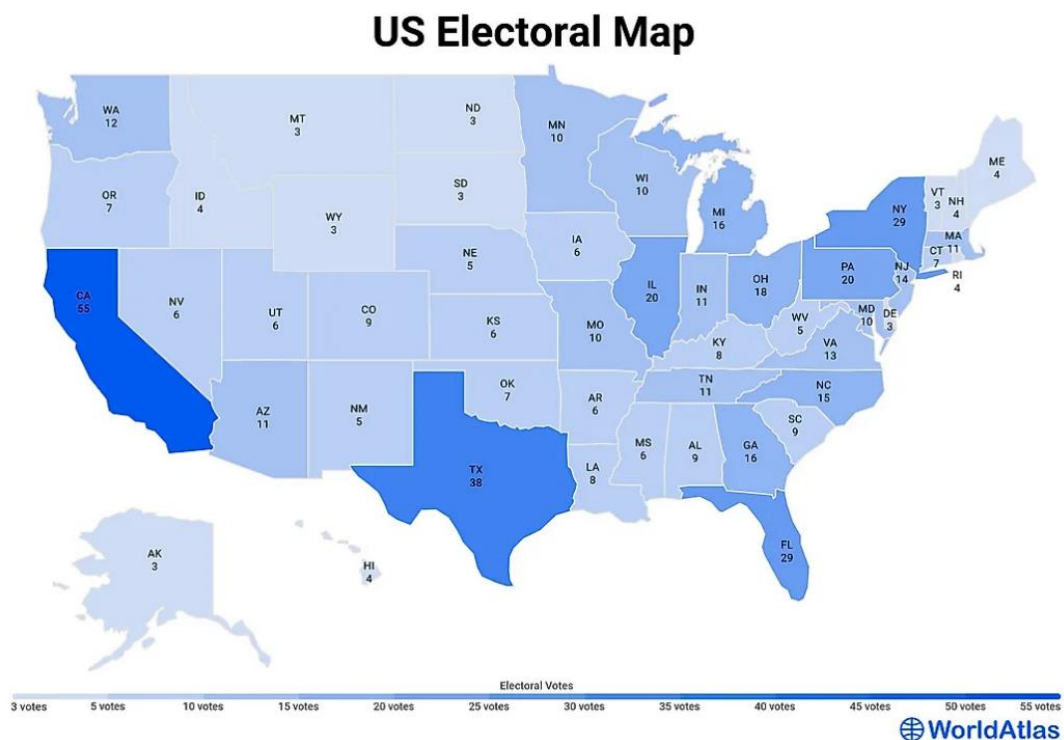 US Electoral Map
WA
12
MT
3
ND
3
MN
10
ME
4
OR
7
ID
4
SD
3
WI
10
VT
3
NH
4
NY
29
WY
3
MI
16
MA
11
CT
7
RI
4
IA
6
NE
5
PA
20
NJ
14
CA
55
NV
6
UT
6
CO
9
IL
20
IN
11
OH
18
MD
10
DE
3
WV
5
KS
6
MO
10
VA
13
KY
8
TN
11
NC
15
OK
7
AR
6
AZ
11
NM
5
SC
9
MS
6
AL
9
GA
16
LA
8
TX
38
FL
29
AK
3
HI
4
Electoral Votes
3 votes 5 votes 10 votes 15 votes 20 votes 25 votes 30 votes 35 votes 40 votes 45 votes 50 votes 55 votes
WorldAtlas